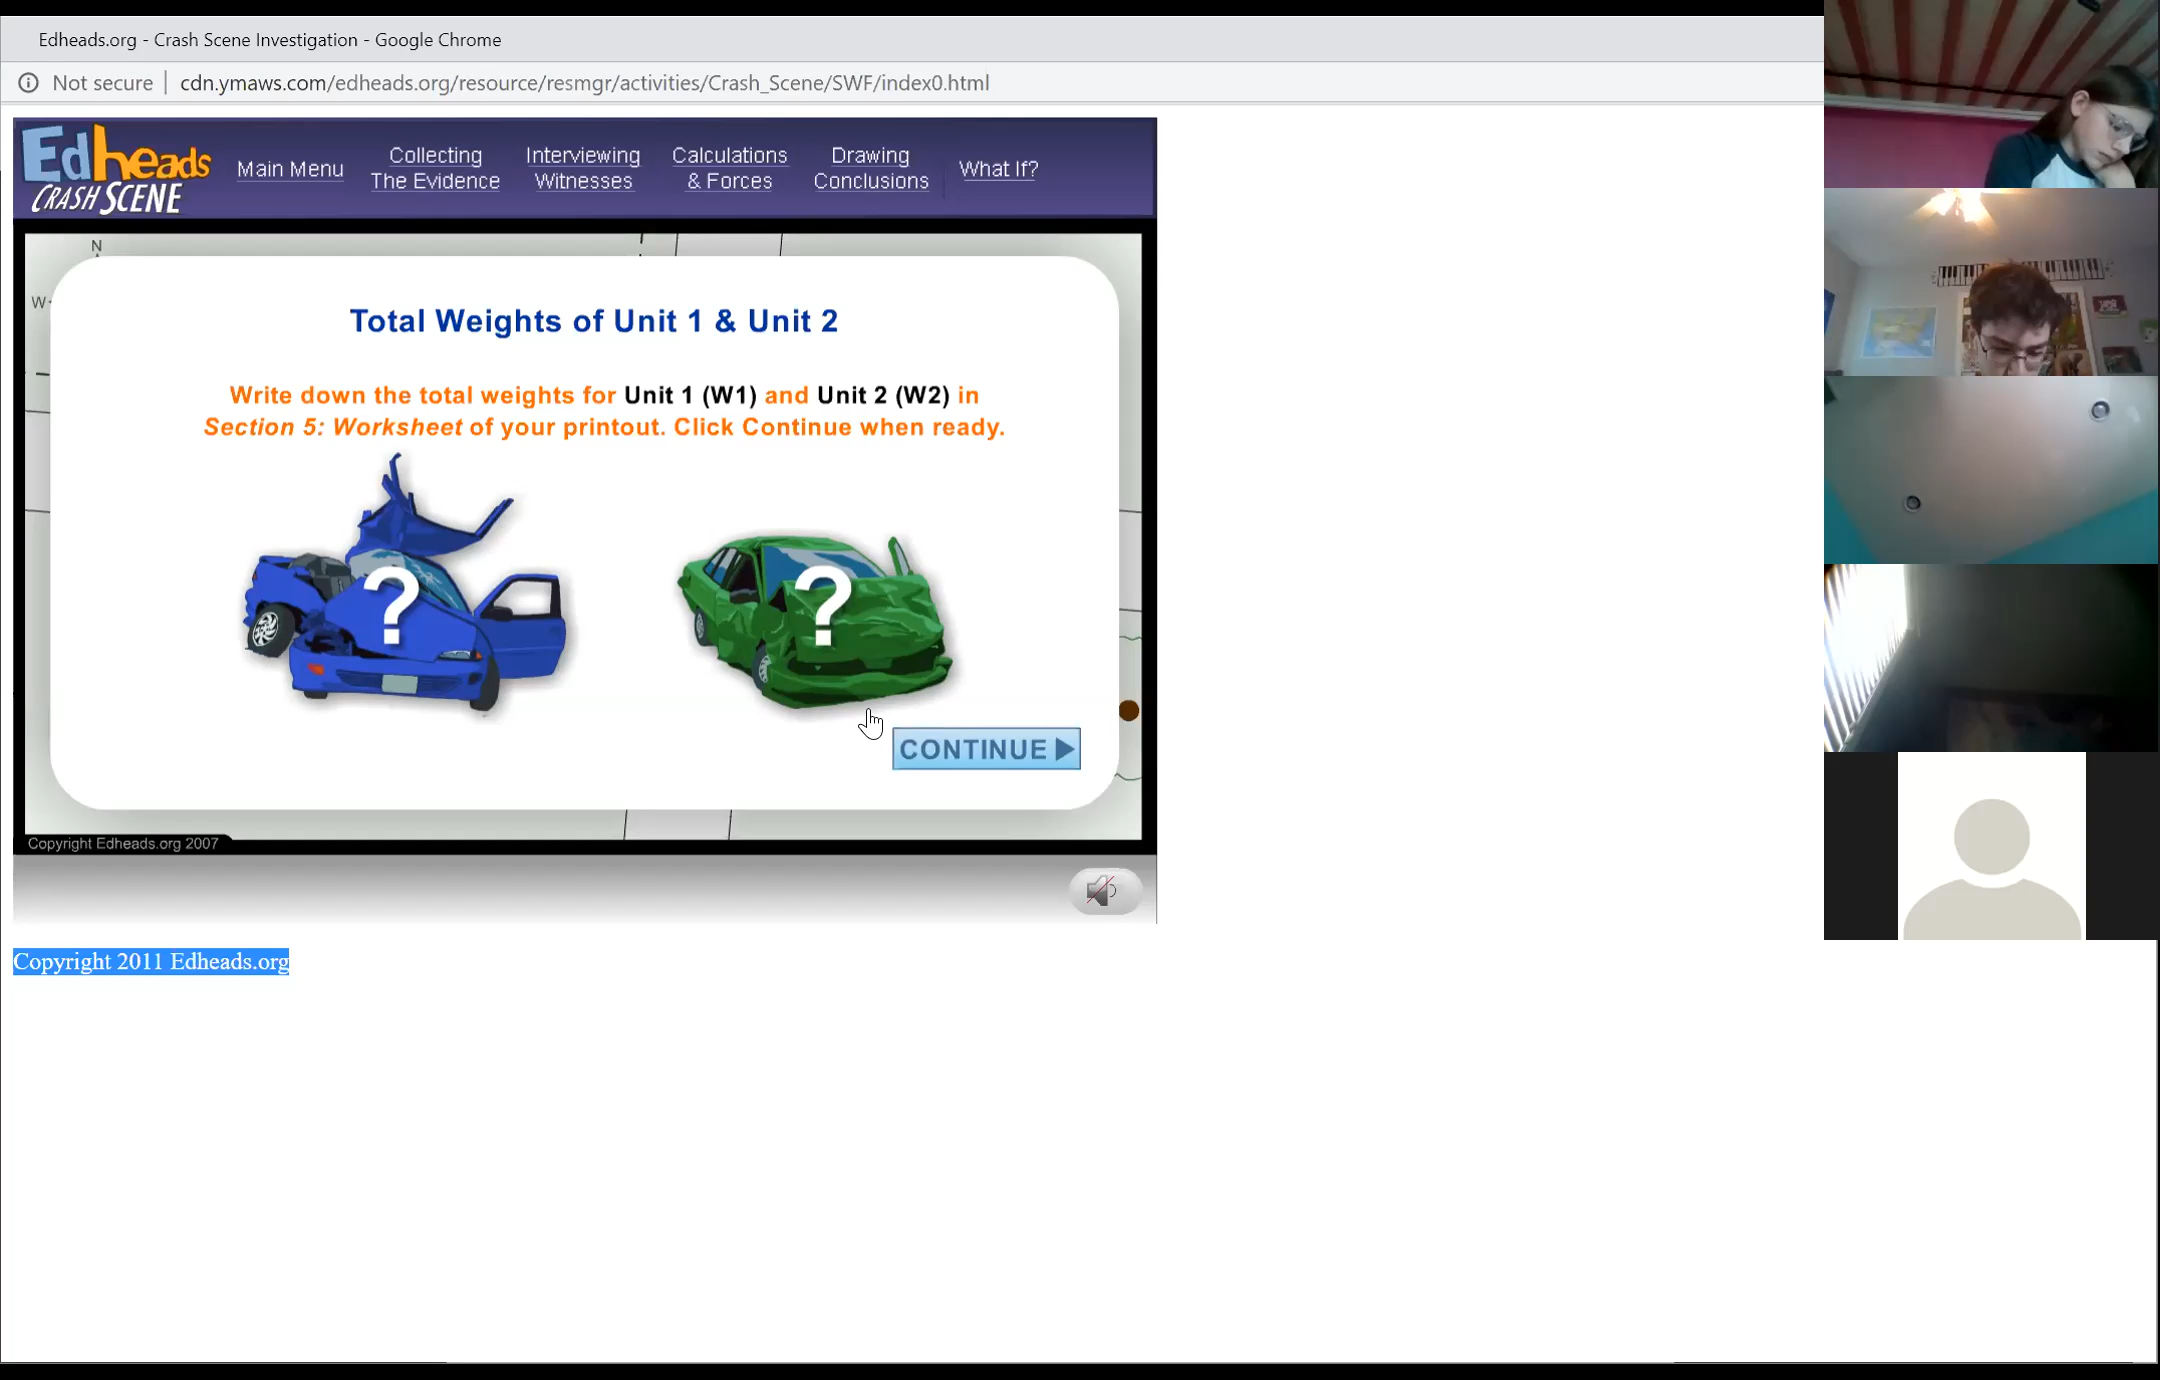 Edheads.org - Crash Scene Investigation - Google Chrome
Not secure | cdn.ymaws.com/edheads.org/resource/resmgr/activities/Crash_Scene/SWF/index0.html
Edheads
CRASH SCENE
Main Menu
Collecting
The Evidence
Interviewing
Witnesses
Calculations
& Forces
Drawing
Conclusions
What If?
N
W
Total Weights of Unit 1 & Unit 2
Write down the total weights for Unit 1 (W1) and Unit 2 (W2) in
Section 5: Worksheet of your printout. Click Continue when ready.
?
?
CONTINUE
Copyright Edheads.org 2007
Copyright 2011 Edheads.org